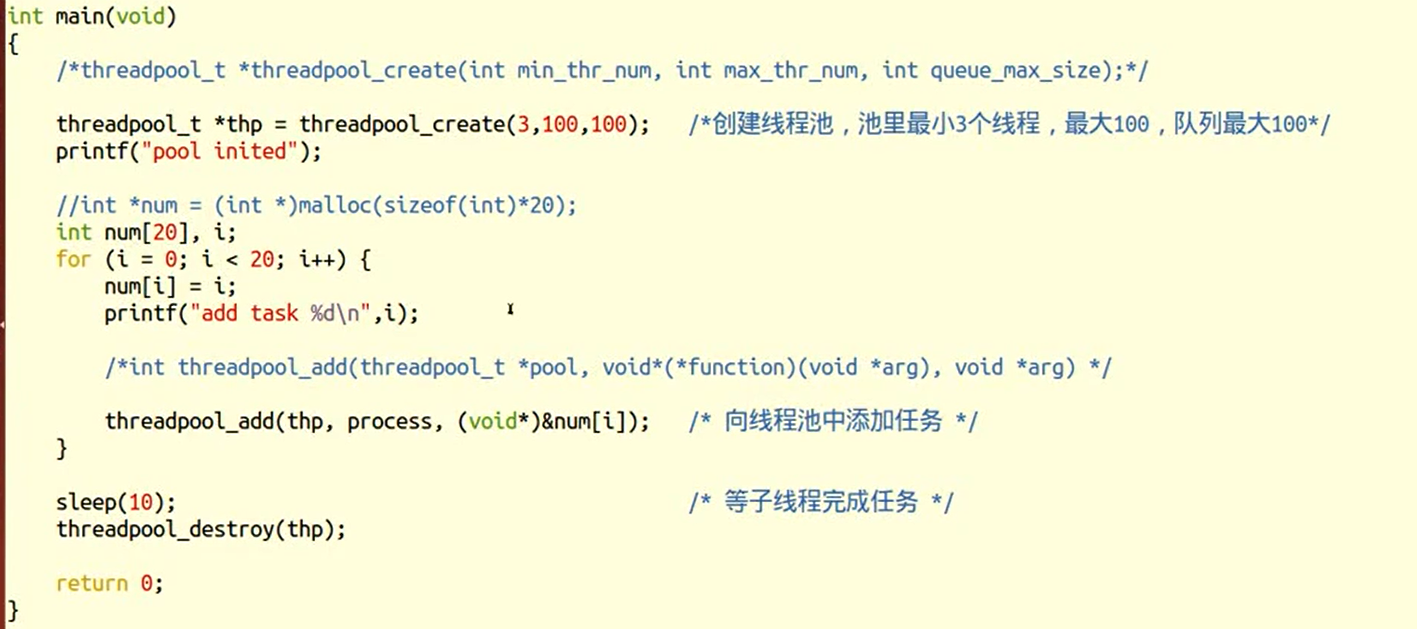 int main(void)
{
    /*threadpool_t *threadpool_create(int min_thr_num, int max_thr_num, int queue_max_size);*/
    threadpool_t *thp = threadpool_create(3,100,100);   /*创建线程池，池里最小3个线程，最大100，队列最大100*/
    printf("pool inited");
    //int *num = (int *)malloc(sizeof(int)*20);
    int num[20], i;
    for (i = 0; i < 20; i++) {
        num[i] = i;
        printf("add task %d\n",i);
        /*int threadpool_add(threadpool_t *pool, void*(*function)(void *arg), void *arg) */
        threadpool_add(thp, process, (void*)&num[i]);   /* 向线程池中添加任务 */
    }
    sleep(10);                                          /* 等子线程完成任务 */
    threadpool_destroy(thp);
    return 0;
}